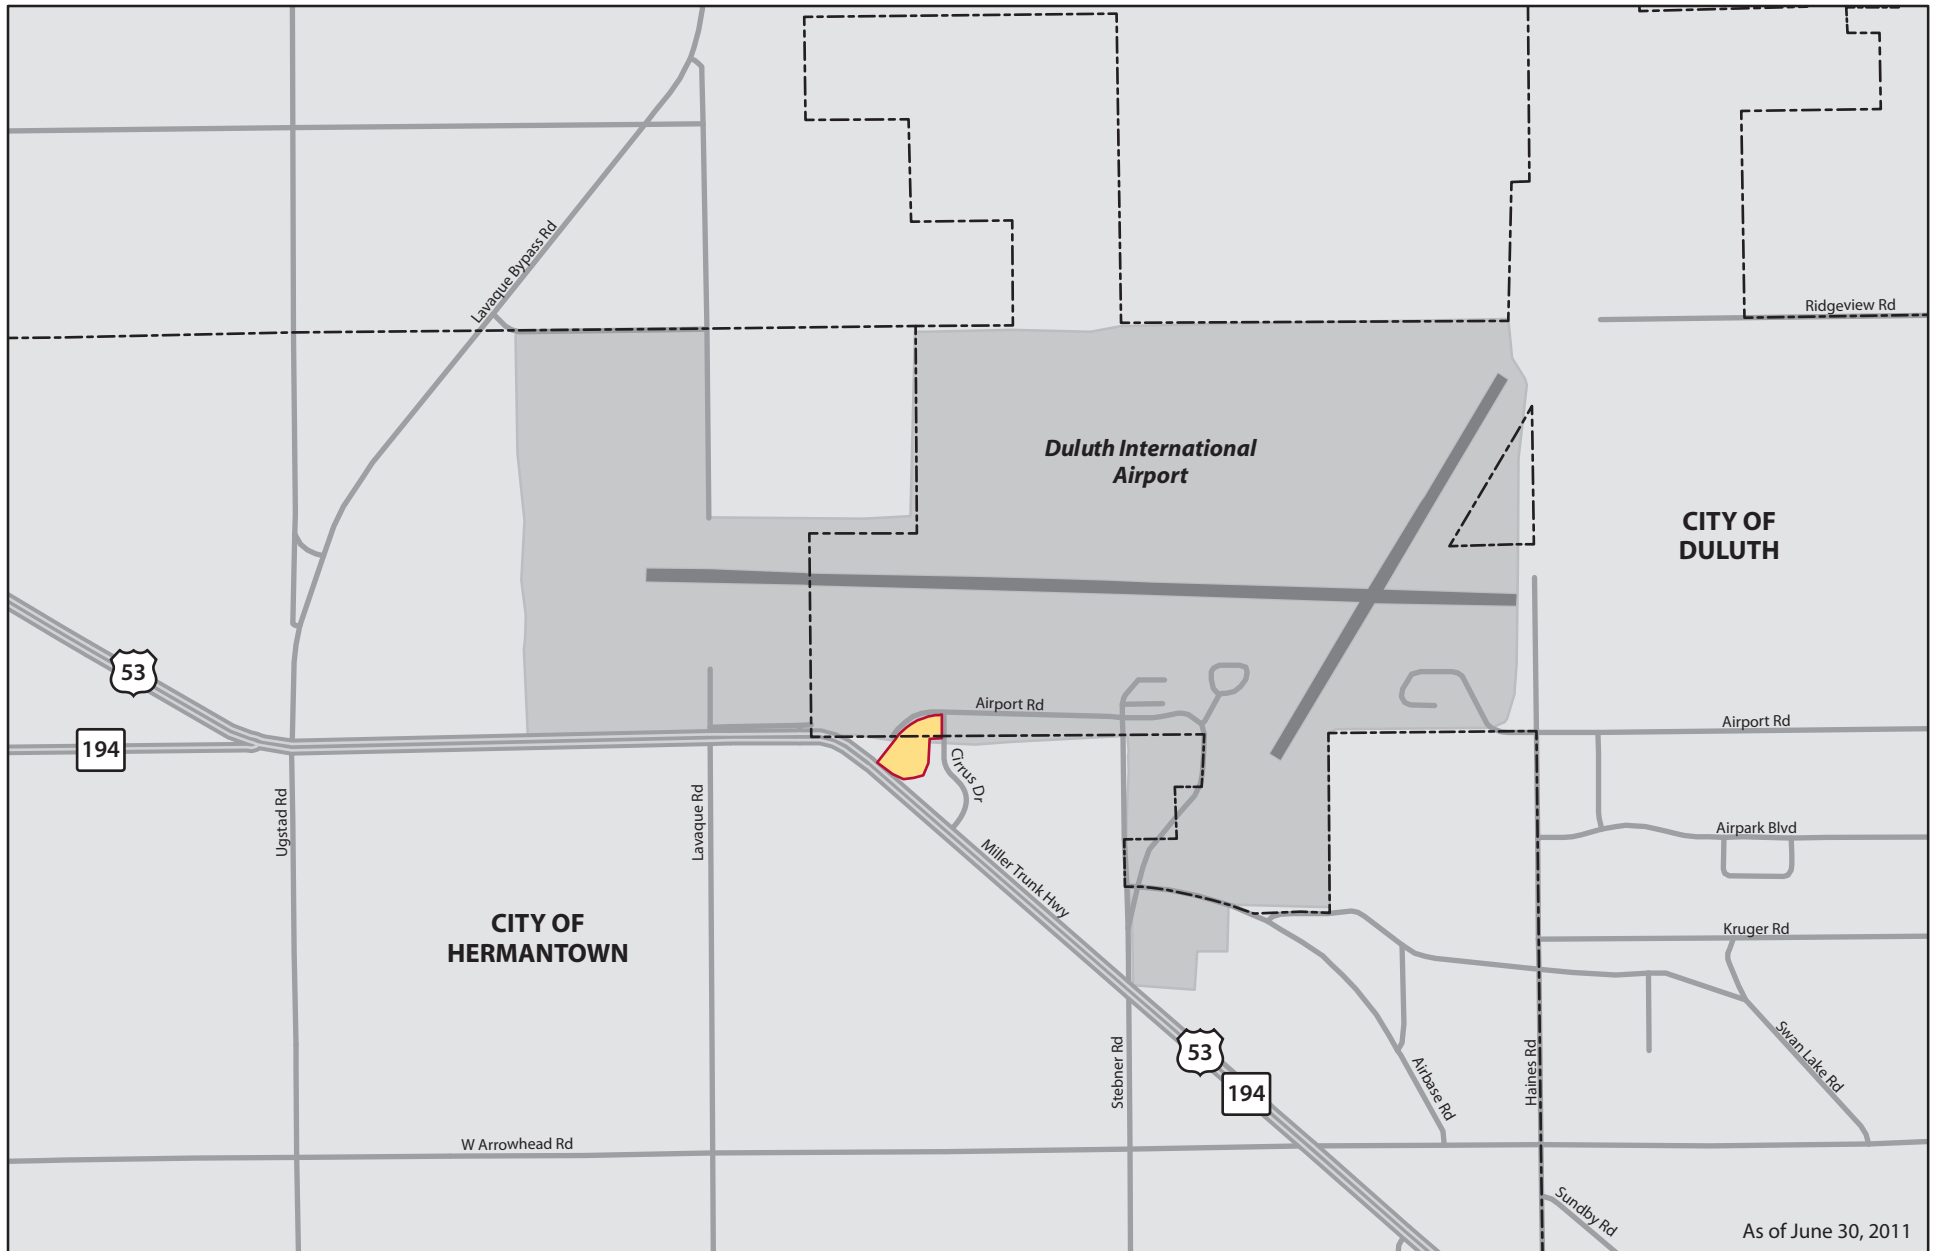 Lavaque Bypass Rd
Ridgeview Rd
Duluth International
Airport
CITY OF
DULUTH
53
194
Airport Rd
Airport Rd
Cirrus Dr
Ugstad Rd
Lavaque Rd
Airpark Blvd
Miller Trunk Hwy
CITY OF
HERMANTOWN
Kruger Rd
53
194
Stebner Rd
Airbase Rd
Haines Rd
Swan Lake Rd
W Arrowhead Rd
Sundby Rd
As of June 30, 2011